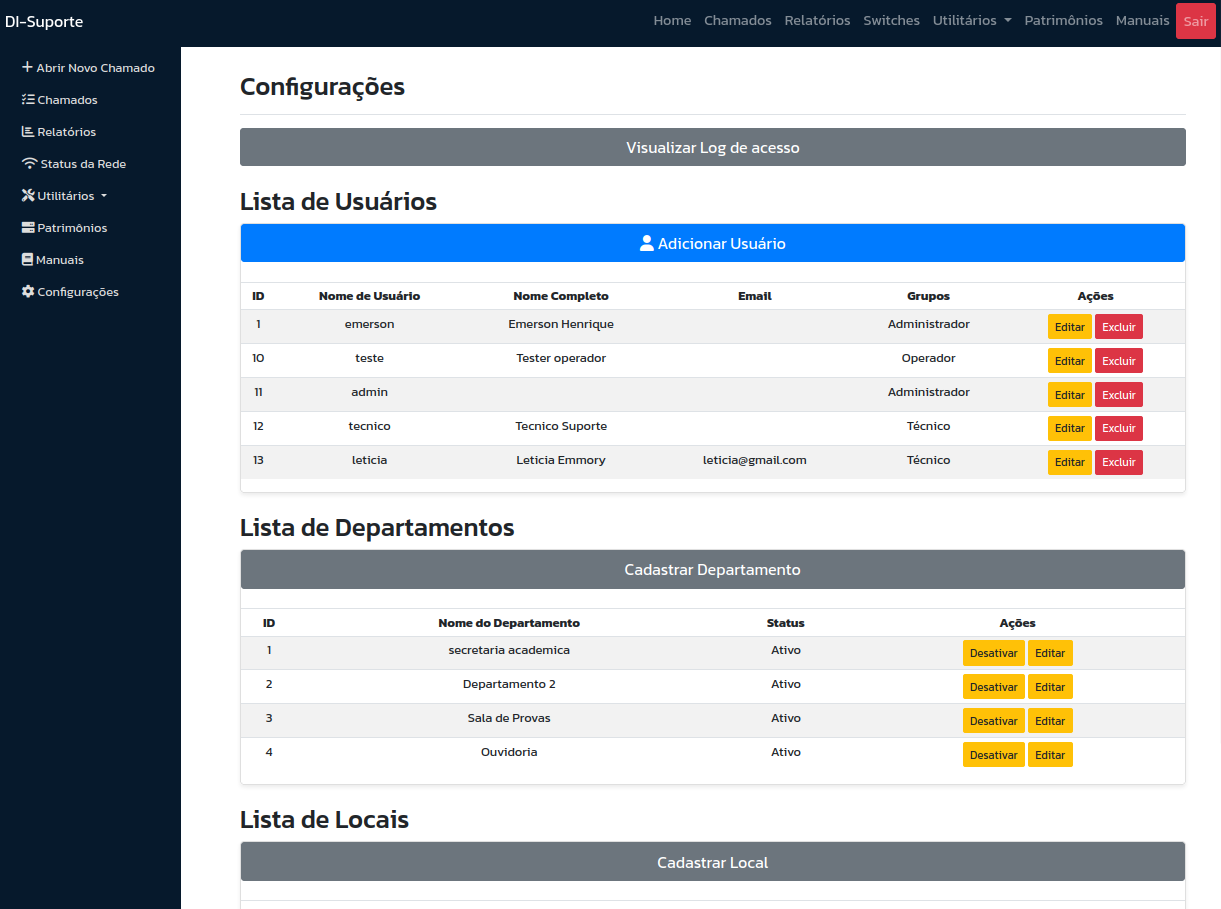 DI-Suporte
Home Chamados Relatórios Switches Utilitários Patrimônios Manuais Sair
Abrir Novo Chamado
Chamados
Relatórios
Status da Rede
Utilitários
Patrimônios
Manuais
Configurações
Configurações
Visualizar Log de acesso
Lista de Usuários
Adicionar Usuário
ID Nome de Usuário Nome Completo Email Grupos Ações
1 emerson Emerson Henrique Administrador Editar Excluir
10 teste Tester operador Operador Editar Excluir
11 admin Administrador Editar Excluir
12 tecnico Tecnico Suporte Técnico Editar Excluir
13 leticia Leticia Emmory leticia@gmail.com Técnico Editar Excluir
Lista de Departamentos
Cadastrar Departamento
ID Nome do Departamento Status Ações
1 secretaria academica Ativo Desativar Editar
2 Departamento 2 Ativo Desativar Editar
3 Sala de Provas Ativo Desativar Editar
4 Ouvidoria Ativo Desativar Editar
Lista de Locais
Cadastrar Local